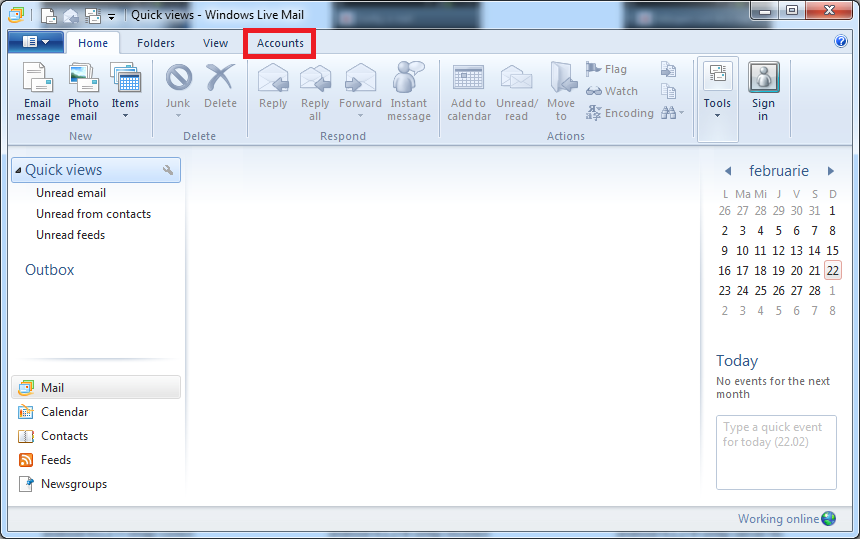 Quick views - Windows Live Mail
Home Folders View Accounts
Email message
Photo email
Items
New
Junk
Delete
Delete
Reply
Reply all
Forward
Instant message
Respond
Add to calendar
Unread/ read
Move to
Flag
Watch
Encoding
Actions
Tools
Sign in
Quick views
Unread email
Unread from contacts
Unread feeds
Outbox
Mail
Calendar
Contacts
Feeds
Newsgroups
februarie
L Ma Mi J V S D
26 27 28 29 30 31 1
2 3 4 5 6 7 8
9 10 11 12 13 14 15
16 17 18 19 20 21 22
23 24 25 26 27 28 1
2 3 4 5 6 7 8
Today
No events for the next
month
Type a quick event
for today (22.02)
Working online